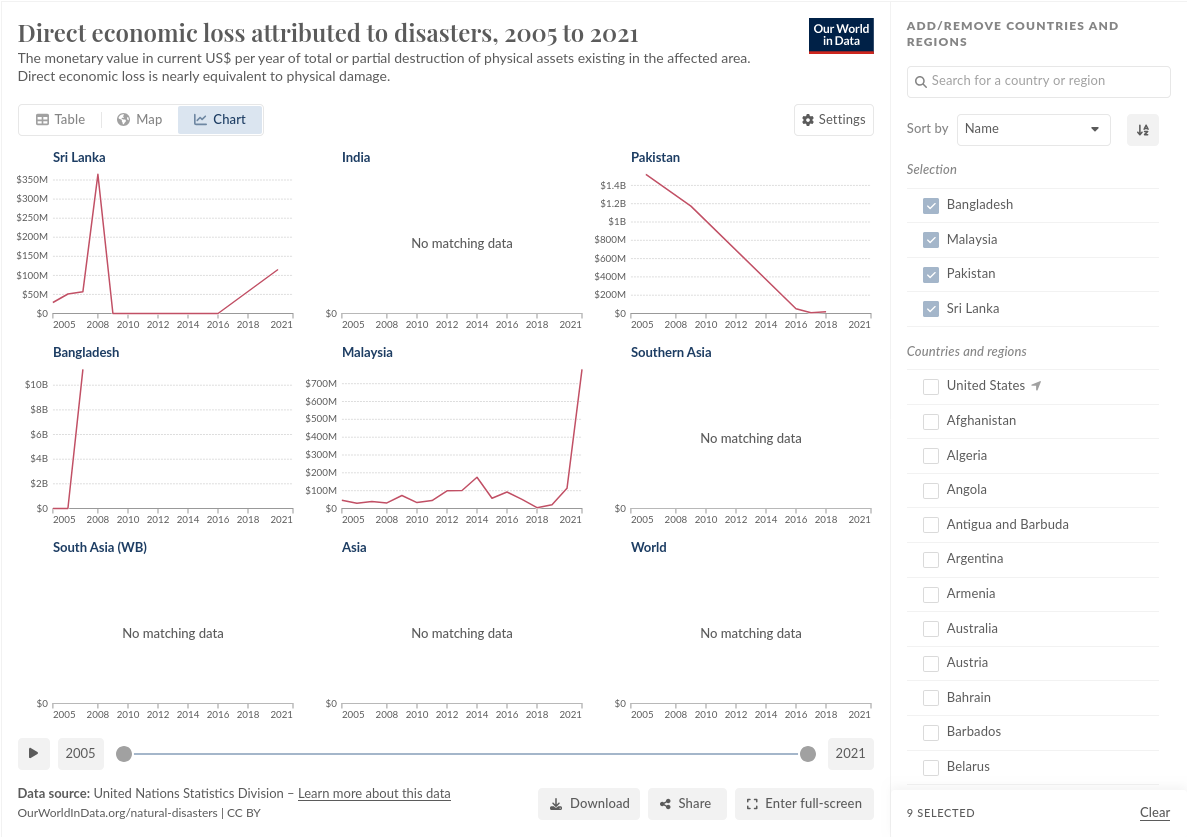 Direct economic loss attributed to disasters, 2005 to 2021
The monetary value in current US$ per year of total or partial destruction of physical assets existing in the affected area.
Direct economic loss is nearly equivalent to physical damage.
Our World
in Data
Table Map Chart
Settings
Sri Lanka
$350M
$300M
$250M
$200M
$150M
$100M
$50M
$0
2005 2008 2010 2012 2014 2016 2018 2021
India
No matching data
$0
2005 2008 2010 2012 2014 2016 2018 2021
Pakistan
$1.4B
$1.2B
$1B
$800M
$600M
$400M
$200M
$0
2005 2008 2010 2012 2014 2016 2018 2021
Bangladesh
$10B
$8B
$6B
$4B
$2B
$0
2005 2008 2010 2012 2014 2016 2018 2021
Malaysia
$700M
$600M
$500M
$400M
$300M
$200M
$100M
$0
2005 2008 2010 2012 2014 2016 2018 2021
Southern Asia
No matching data
$0
2005 2008 2010 2012 2014 2016 2018 2021
South Asia (WB)
No matching data
$0
2005 2008 2010 2012 2014 2016 2018 2021
Asia
No matching data
$0
2005 2008 2010 2012 2014 2016 2018 2021
World
No matching data
$0
2005 2008 2010 2012 2014 2016 2018 2021
2005 2021
Data source: United Nations Statistics Division – Learn more about this data
OurWorldInData.org/natural-disasters | CC BY
Download Share Enter full-screen
ADD/REMOVE COUNTRIES AND
REGIONS
Search for a country or region
Sort by Name
Selection
Bangladesh
Malaysia
Pakistan
Sri Lanka
Countries and regions
United States
Afghanistan
Algeria
Angola
Antigua and Barbuda
Argentina
Armenia
Australia
Austria
Bahrain
Barbados
Belarus
9 SELECTED Clear